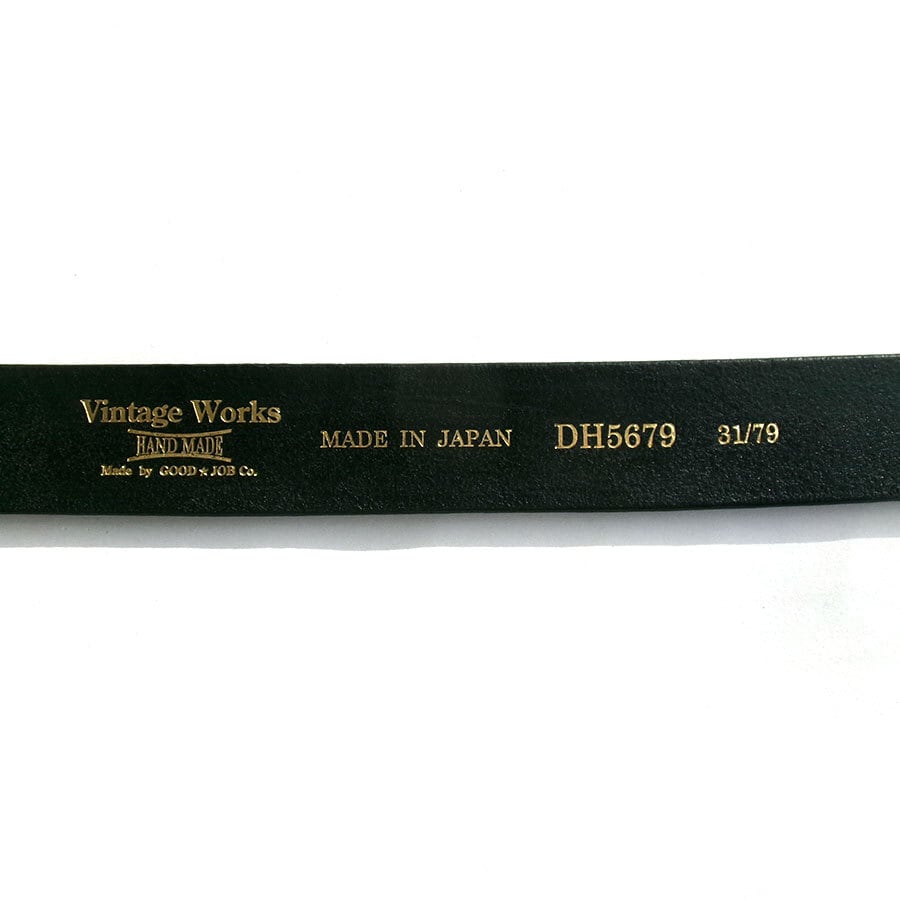 Vintage Works
HAND MADE
Made by GOOD★JOB Co.
MADE IN JAPAN
DH5679
31/79